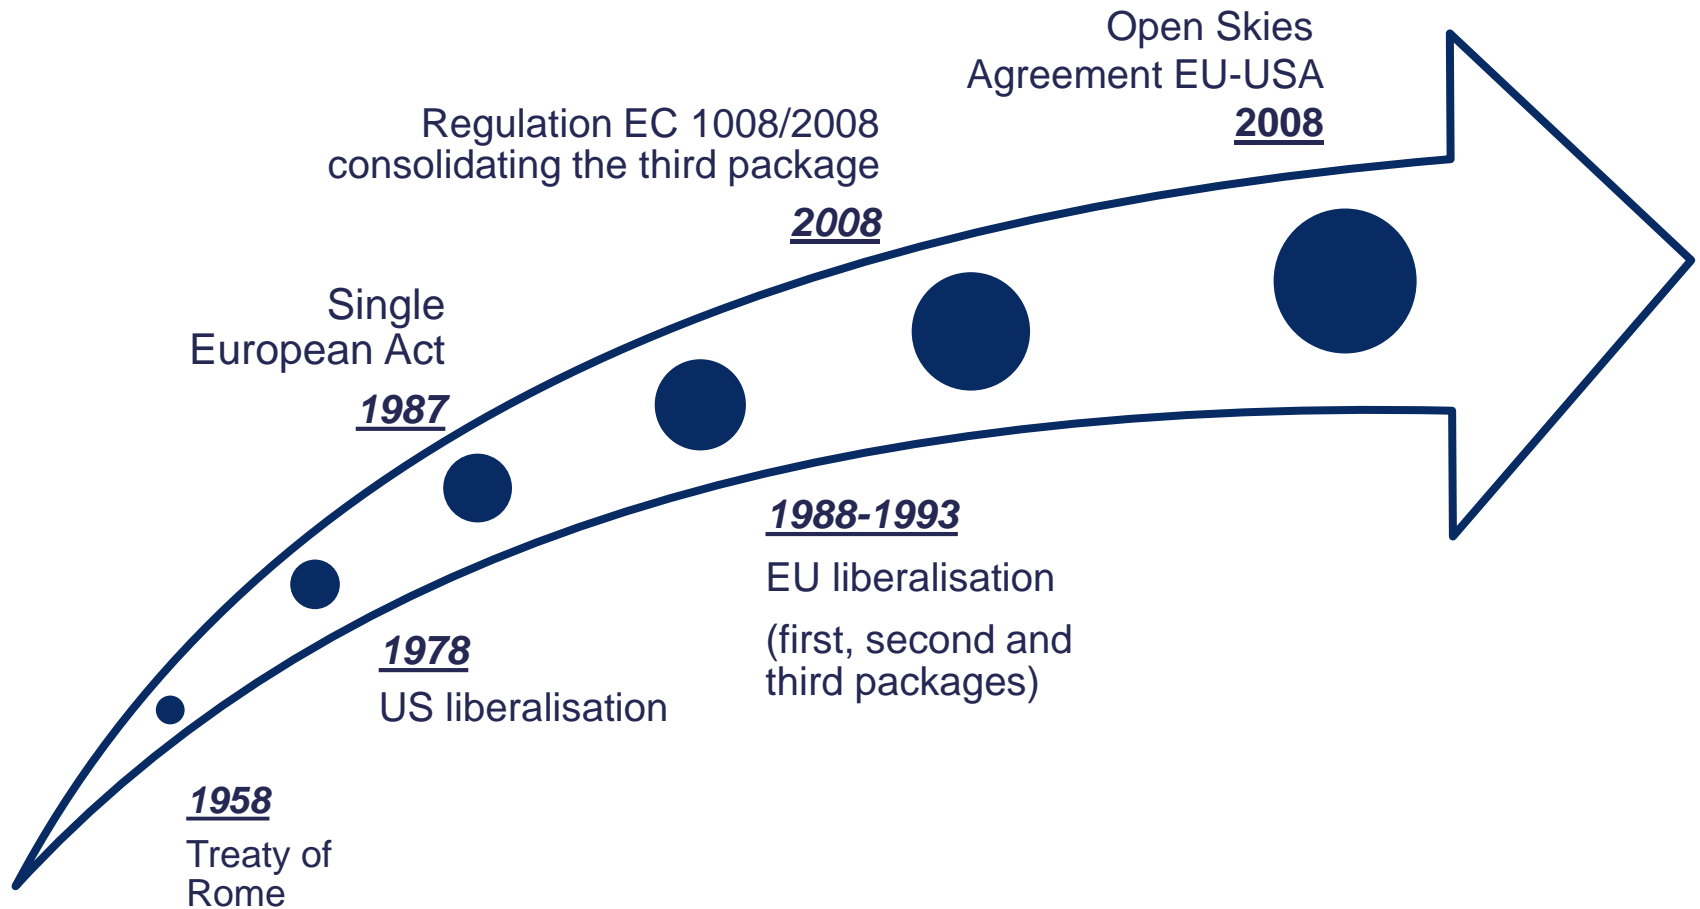 Open Skies
Agreement EU-USA
2008
Regulation EC 1008/2008
consolidating the third package
2008
Single
European Act
1987
1988-1993
EU liberalisation
(first, second and
third packages)
1978
US liberalisation
1958
Treaty of
Rome